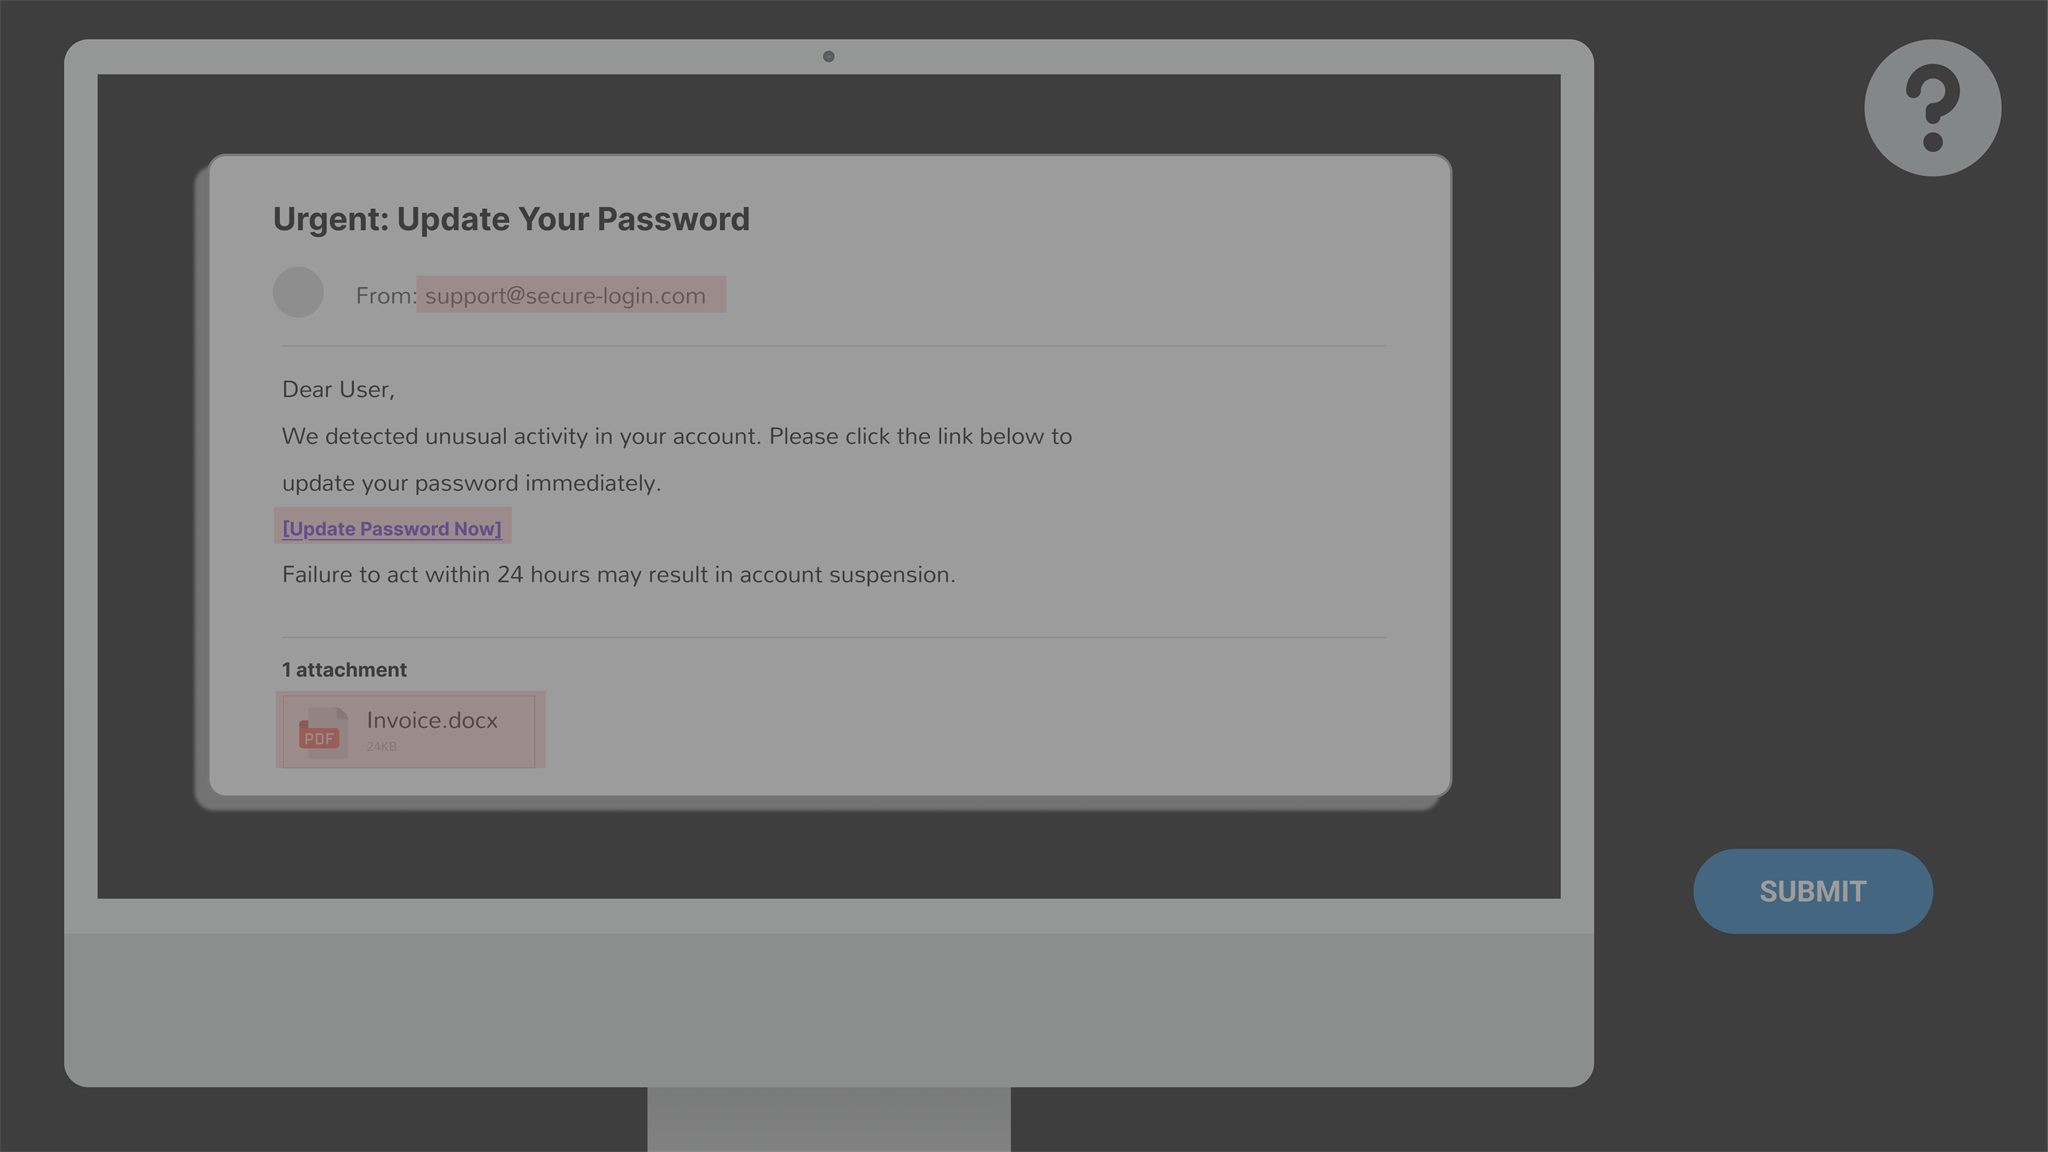 Urgent: Update Your Password
From: support@secure-login.com
Dear User,
We detected unusual activity in your account. Please click the link below to
update your password immediately.
[Update Password Now]
Failure to act within 24 hours may result in account suspension.
1 attachment
PDF
Invoice.docx
24KB
SUBMIT
?